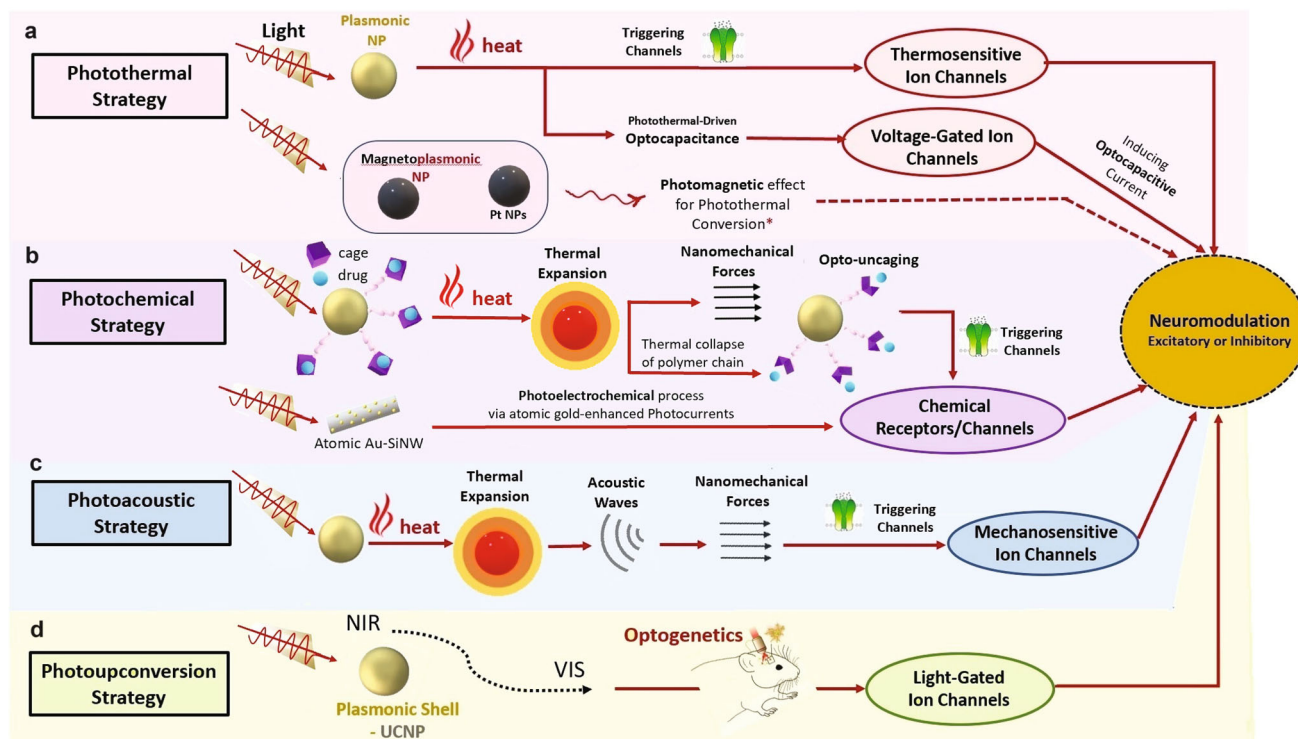 a
Photothermal
Strategy
Light
Plasmonic
NP
heat
Triggering
Channels
Thermosensitive
Ion Channels
Photothermal-Driven
Optocapacitance
Voltage-Gated Ion
Channels
Inducing
Optocapacitive
Current
Magnetoplasmonic
NP
Pt NPs
Photomagnetic effect
for Photothermal
Conversion*
b
Photochemical
Strategy
cage
drug
heat
Thermal
Expansion
Nanomechanical
Forces
Thermal collapse
of polymer chain
Opto-uncaging
Triggering
Channels
Neuromodulation
Excitatory or Inhibitory
Atomic Au-SiNW
Photoelectrochemical process
via atomic gold-enhanced Photocurrents
Chemical
Receptors/Channels
c
Photoacoustic
Strategy
heat
Thermal
Expansion
Acoustic
Waves
Nanomechanical
Forces
Triggering
Channels
Mechanosensitive
Ion Channels
d
Photoupconversion
Strategy
NIR
Plasmonic Shell
- UCNP
VIS
Optogenetics
Light-Gated
Ion Channels